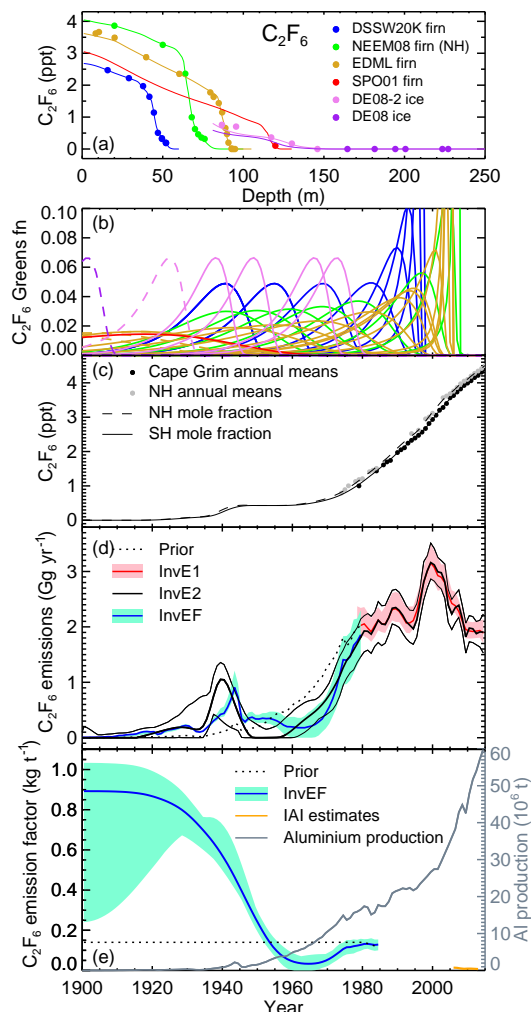 C₂F₆
DSSW20K firn
NEEM08 firn (NH)
EDML firn
SPO01 firn
DE08-2 ice
DE08 ice
C₂F₆ (ppt)
4
3
2
1
0
(a)
0 50 100 150 200 250
Depth (m)
(b)
C₂F₆ Greens fn
0.10
0.08
0.06
0.04
0.02
0.00
(c)
Cape Grim annual means
NH annual means
NH mole fraction
SH mole fraction
C₂F₆ (ppt)
4
3
2
1
0
(d)
Prior
InvE1
InvE2
InvEF
C₂F₆ emissions (Gg yr⁻¹)
3
2
1
0
Prior
InvEF
IAI estimates
Aluminium production
C₂F₆ emission factor (kg t⁻¹)
1.0
0.8
0.6
0.4
0.2
0.0
(e)
60
50
40
30
20
10
0
Al production (10⁶ t)
1900 1920 1940 1960 1980 2000
Year